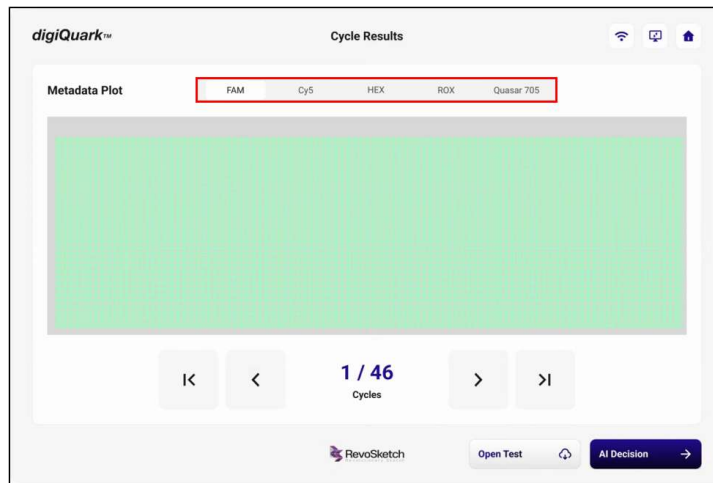 digiQuark™
Cycle Results
Metadata Plot
FAM Cy5 HEX ROX Quasar 705
1 / 46
Cycles
RevoSketch
Open Test
AI Decision